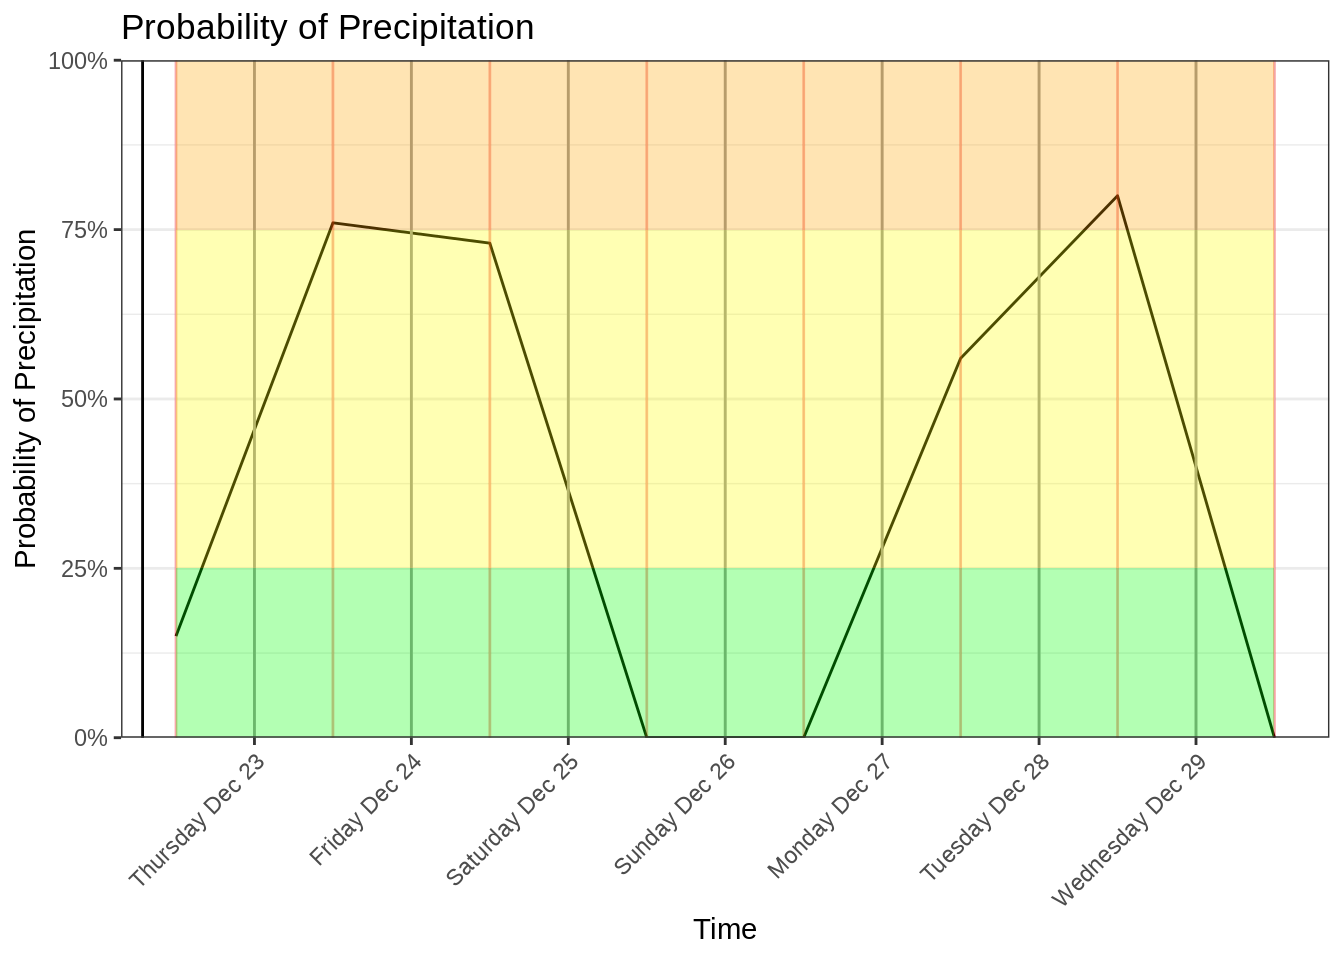 Probability of Precipitation
100%
75%
50%
25%
0%
Probability of Precipitation
Thursday Dec 23
Friday Dec 24
Saturday Dec 25
Sunday Dec 26
Monday Dec 27
Tuesday Dec 28
Wednesday Dec 29
Time